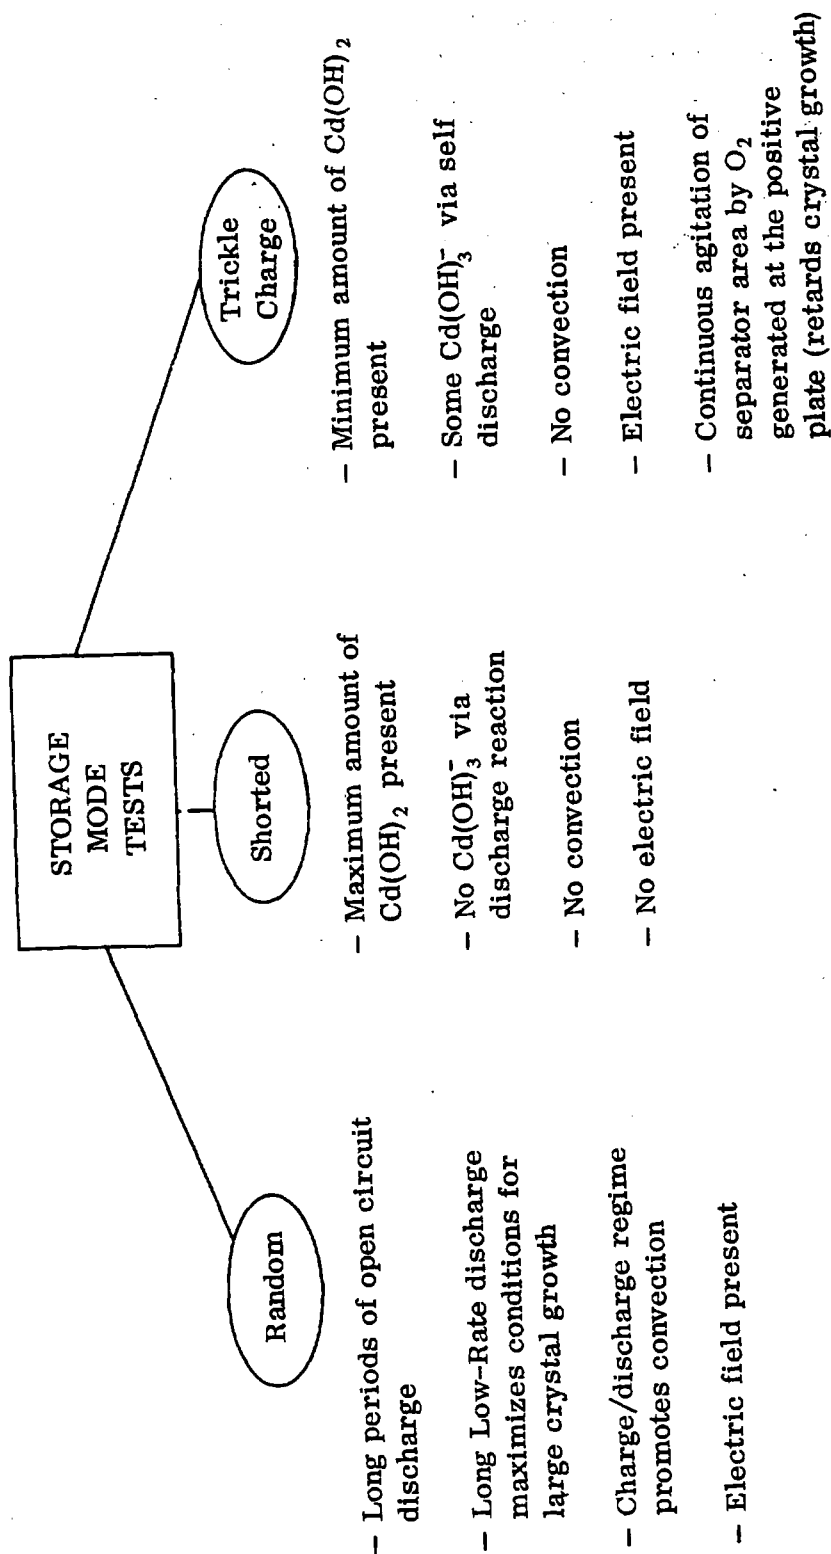 STORAGE
MODE
TESTS
Random
– Long periods of open circuit
discharge
– Long Low-Rate discharge
maximizes conditions for
large crystal growth
– Charge/discharge regime
promotes convection
– Electric field present
Shorted
– Maximum amount of
Cd(OH)₂ present
– No Cd(OH)₃⁻ via
discharge reaction
– No convection
– No electric field
Trickle
Charge
– Minimum amount of Cd(OH)₂
present
– Some Cd(OH)₃⁻ via self
discharge
– No convection
– Electric field present
– Continuous agitation of
separator area by O₂
generated at the positive
plate (retards crystal growth)